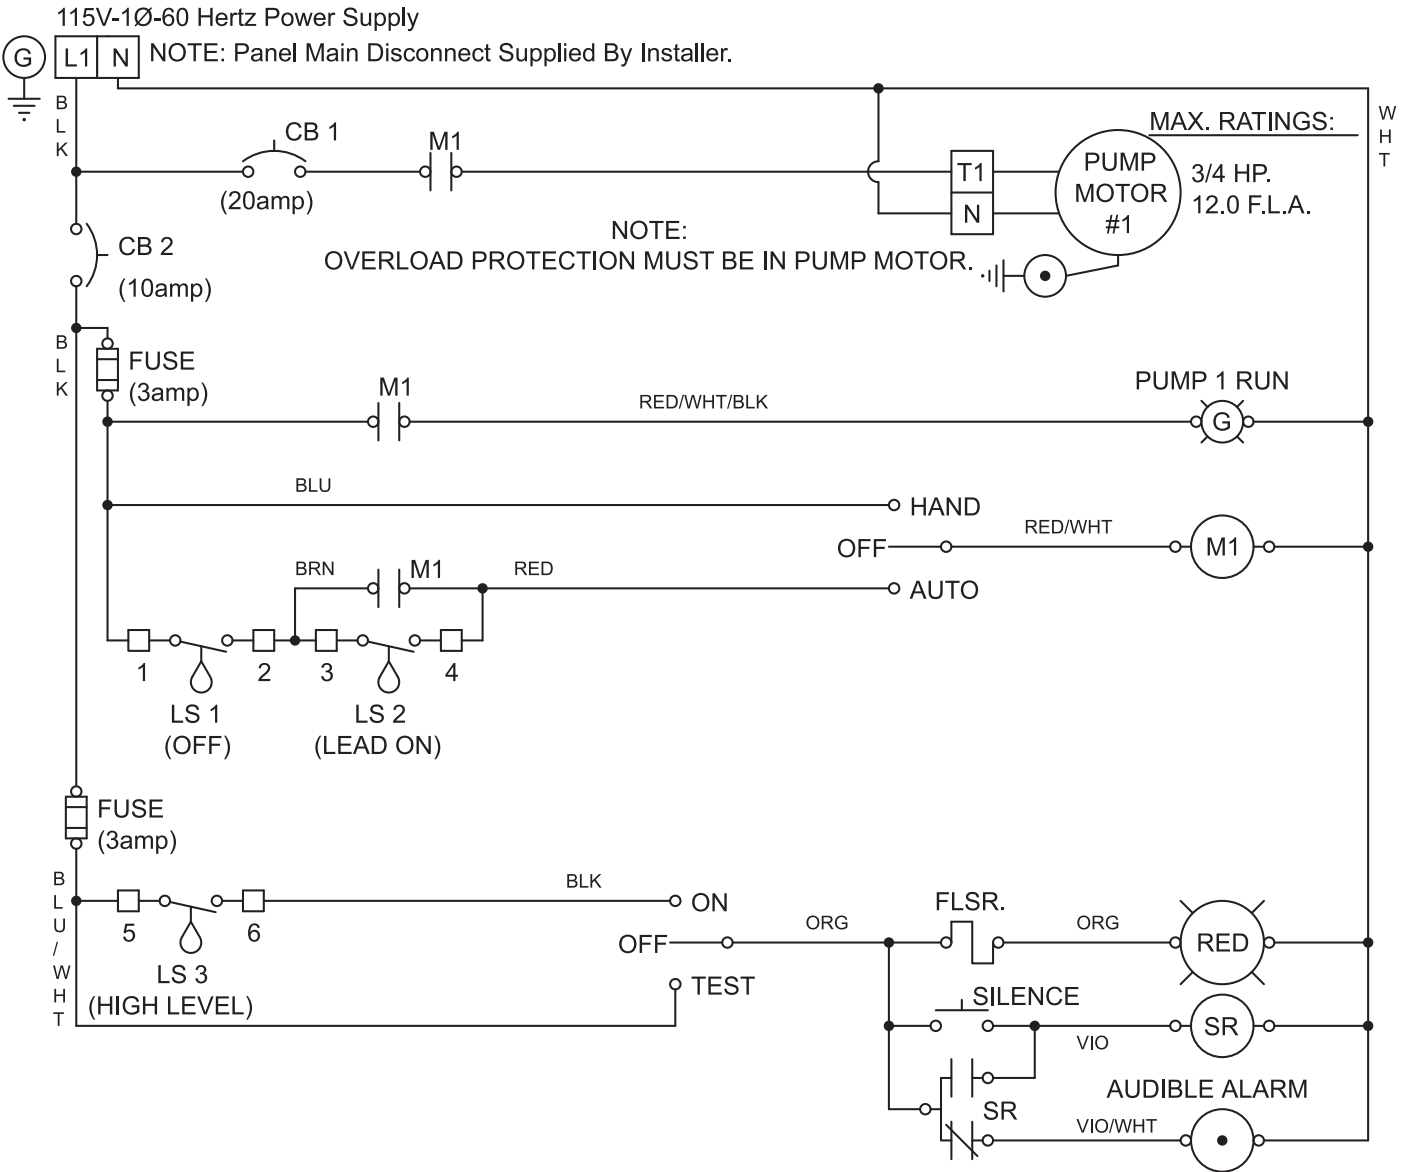 115V-1Ø-60 Hertz Power Supply
G L1 N NOTE: Panel Main Disconnect Supplied By Installer.
BLK
WHT
CB 1
(20amp)
M1
T1
N
PUMP
MOTOR
#1
MAX. RATINGS:
3/4 HP.
12.0 F.L.A.
NOTE:
OVERLOAD PROTECTION MUST BE IN PUMP MOTOR.
CB 2
(10amp)
BLK
FUSE
(3amp)
M1
RED/WHT/BLK
PUMP 1 RUN
G
BLU
HAND
OFF
RED/WHT
M1
BRN
M1
RED
AUTO
1
2
3
4
LS 1
(OFF)
LS 2
(LEAD ON)
FUSE
(3amp)
BLU/WHT
5
6
LS 3
(HIGH LEVEL)
BLK
ON
OFF
TEST
ORG
FLSR.
ORG
RED
SILENCE
VIO
SR
SR
AUDIBLE ALARM
VIO/WHT